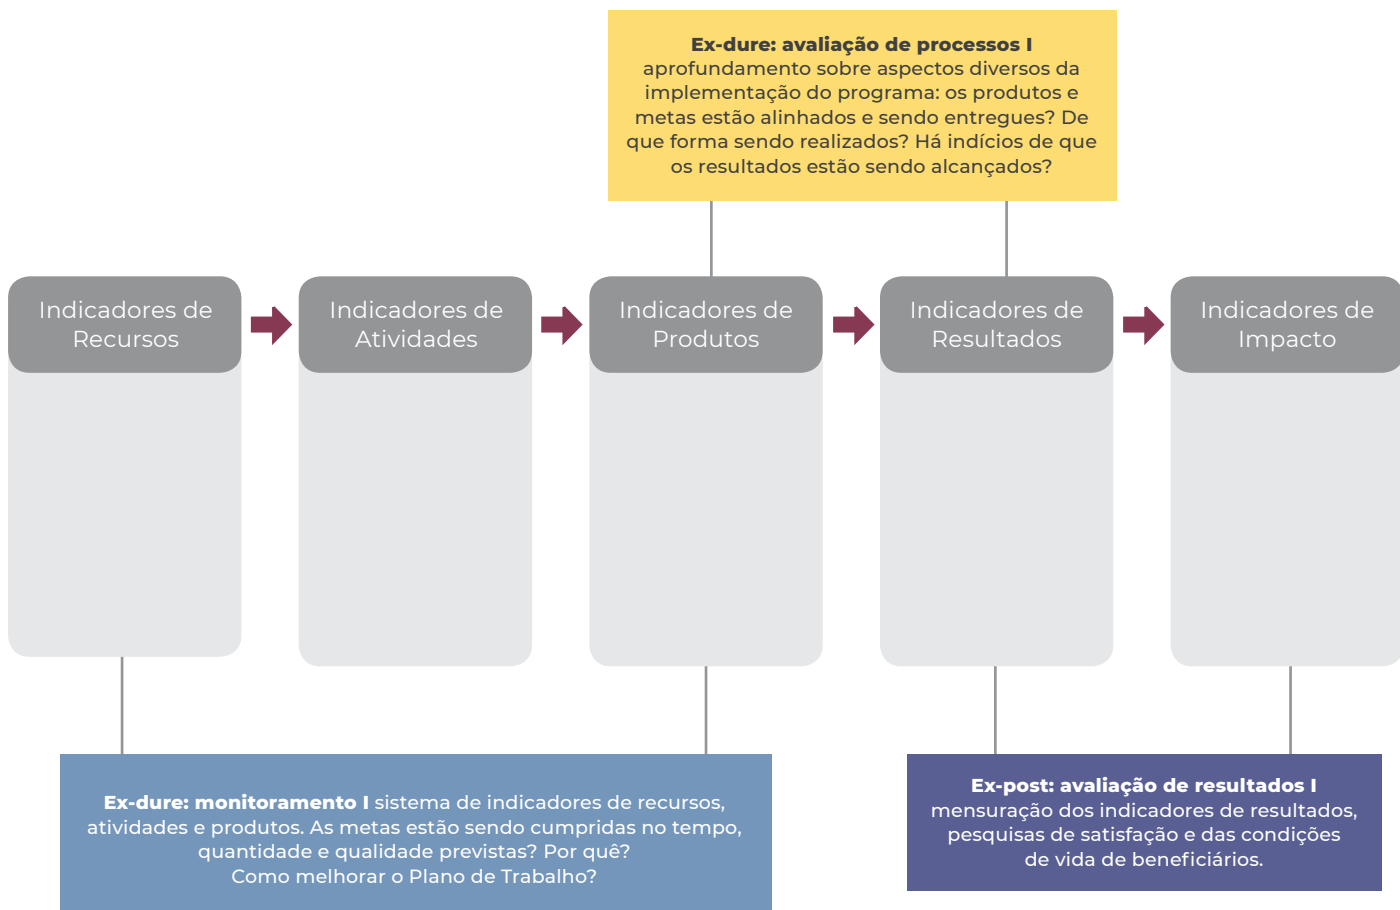 Ex-dure: avaliação de processos I
aprofundamento sobre aspectos diversos da
implementação do programa: os produtos e
metas estão alinhados e sendo entregues? De
que forma sendo realizados? Há indícios de que
os resultados estão sendo alcançados?
Indicadores de
Recursos
Indicadores de
Atividades
Indicadores de
Produtos
Indicadores de
Resultados
Indicadores de
Impacto
Ex-dure: monitoramento I sistema de indicadores de recursos,
atividades e produtos. As metas estão sendo cumpridas no tempo,
quantidade e qualidade previstas? Por quê?
Como melhorar o Plano de Trabalho?
Ex-post: avaliação de resultados I
mensuração dos indicadores de resultados,
pesquisas de satisfação e das condições
de vida de beneficiários.